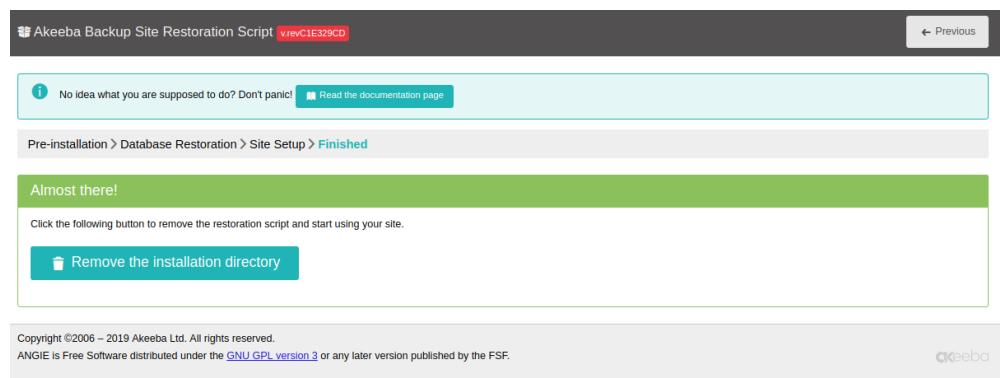 Akeeba Backup Site Restoration Script v.revC1E329CD
Previous
No idea what you are supposed to do? Don't panic! Read the documentation page
Pre-installation > Database Restoration > Site Setup > Finished
Almost there!
Click the following button to remove the restoration script and start using your site.
Remove the installation directory
Copyright ©2006 – 2019 Akeeba Ltd. All rights reserved.
ANGIE is Free Software distributed under the GNU GPL version 3 or any later version published by the FSF.
akeeba